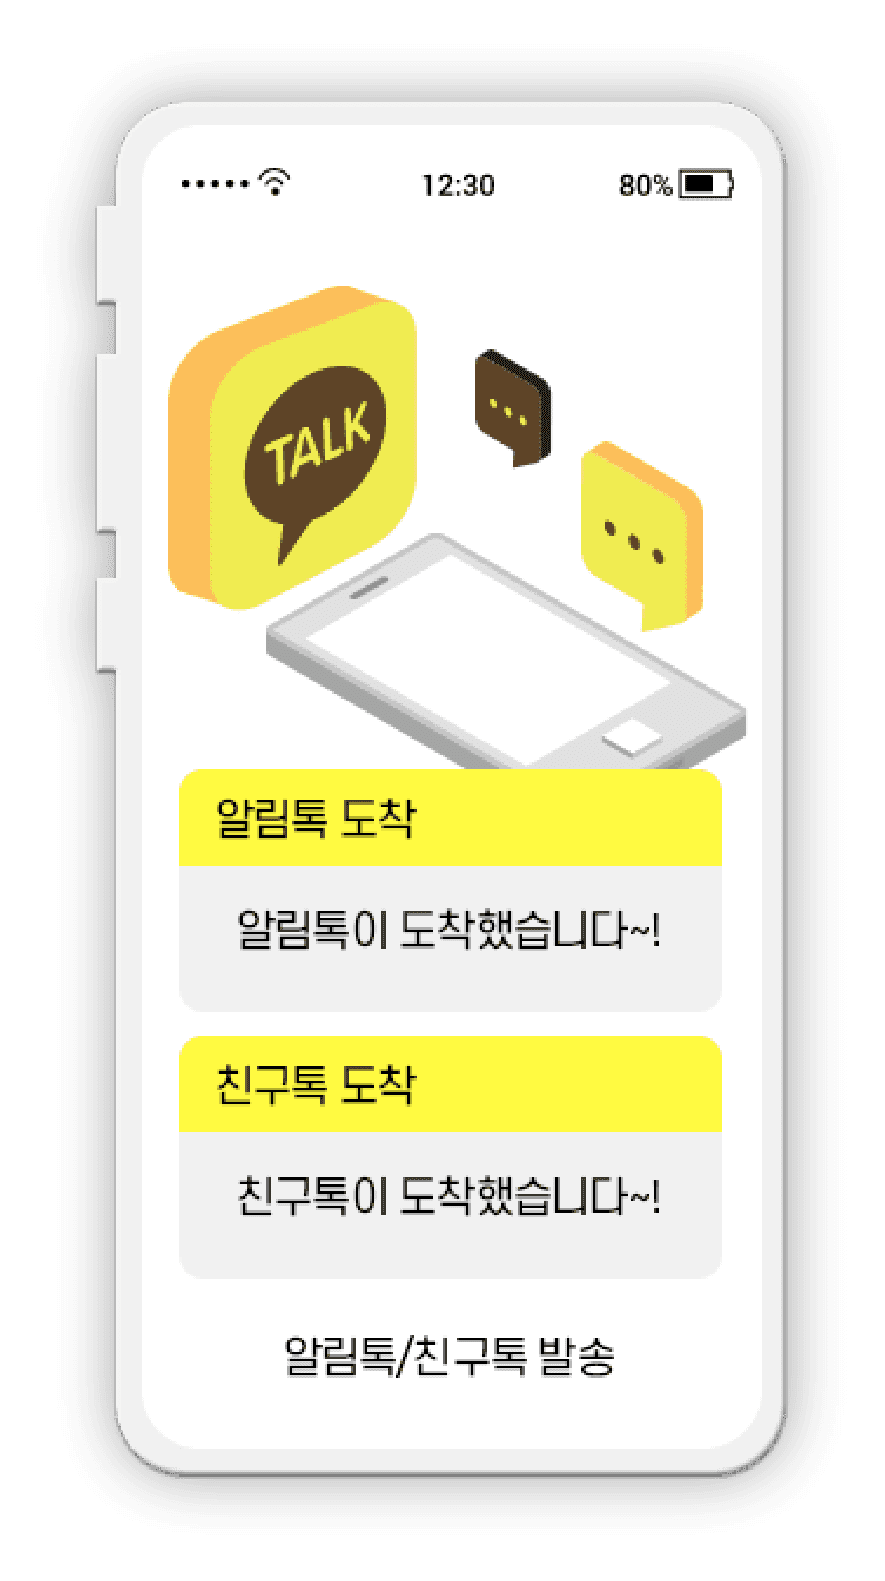 12:30 80%
TALK
알림톡 도착
알림톡이 도착했습니다~!
친구톡 도착
친구톡이 도착했습니다~!
알림톡/친구톡 발송